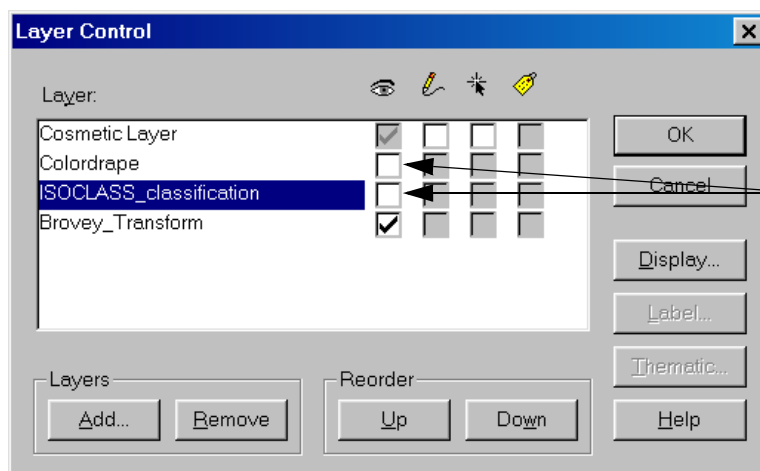 Layer Control
Layer:
Cosmetic Layer
Colordrape
ISOCLASS_classification
Brovey_Transform
OK
Cancel
Display...
Label...
Thematic...
Help
Layers
Add...
Remove
Reorder
Up
Down